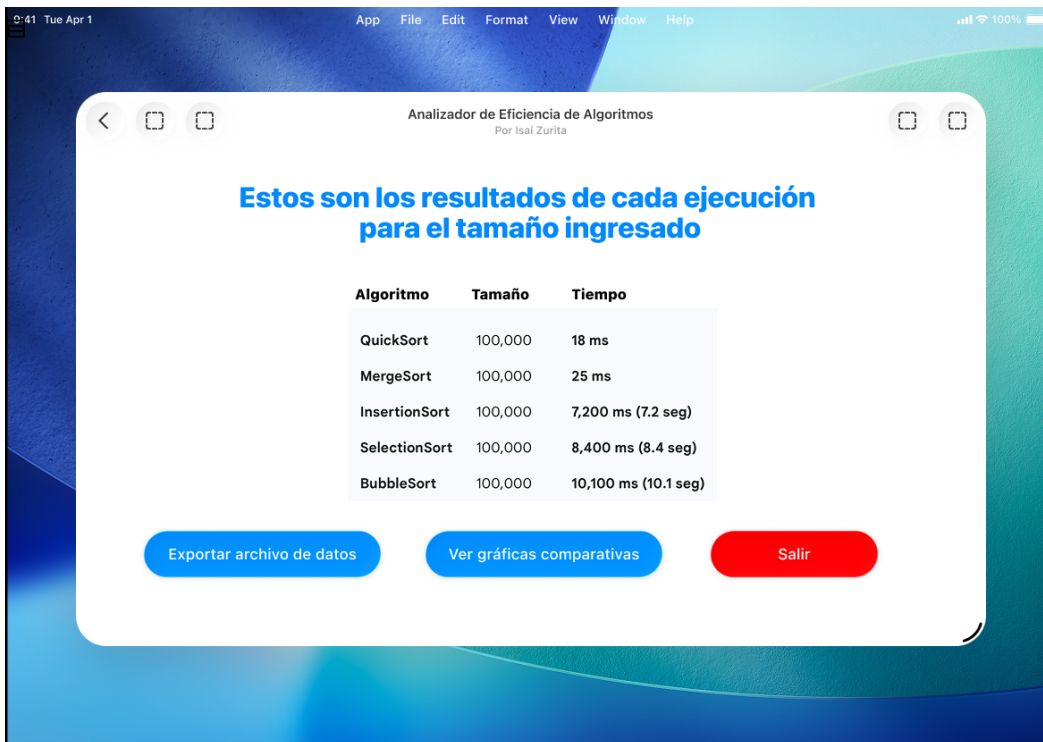 9:41 Tue Apr 1 App File Edit Format View Window Help 100%
Analizador de Eficiencia de Algoritmos
Por Isaí Zurita
Estos son los resultados de cada ejecución
para el tamaño ingresado
Algoritmo Tamaño Tiempo
QuickSort 100,000 18 ms
MergeSort 100,000 25 ms
InsertionSort 100,000 7,200 ms (7.2 seg)
SelectionSort 100,000 8,400 ms (8.4 seg)
BubbleSort 100,000 10,100 ms (10.1 seg)
Exportar archivo de datos Ver gráficas comparativas Salir